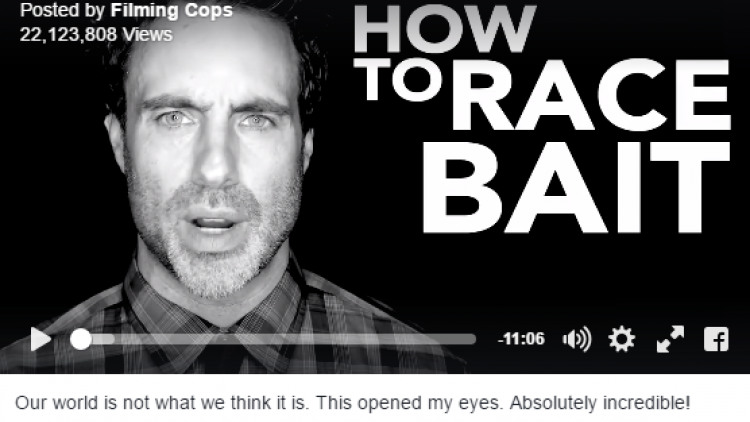 Posted by Filming Cops
22,123,808 Views
HOW
TO RACE
BAIT
-11:06
Our world is not what we think it is. This opened my eyes. Absolutely incredible!